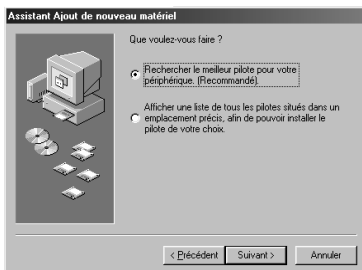 Assistant Ajout de nouveau matériel
Que voulez-vous faire ?
Rechercher le meilleur pilote pour votre
périphérique. (Recommandé).
Afficher une liste de tous les pilotes situés dans un
emplacement précis, afin de pouvoir installer le
pilote de votre choix.
< Précédent Suivant > Annuler